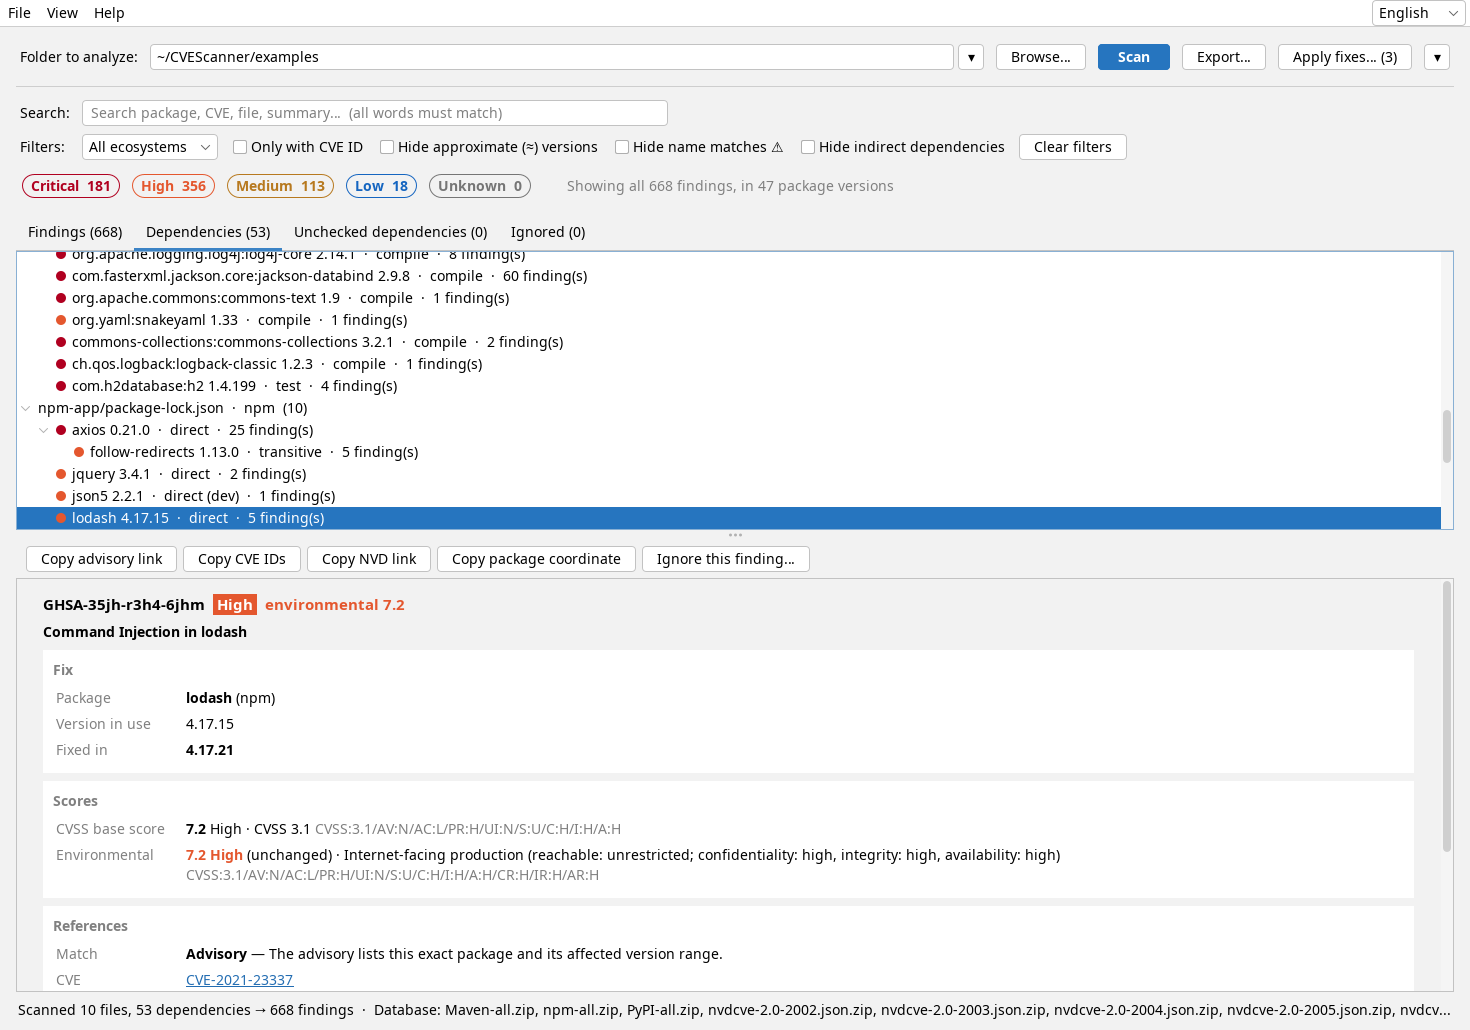 File View Help English
Folder to analyze: ~/CVEScanner/examples ▾ Browse... Scan Export... Apply fixes... (3) ▾
Search: Search package, CVE, file, summary... (all words must match)
Filters: All ecosystems Only with CVE ID Hide approximate (≈) versions Hide name matches ⚠ Hide indirect dependencies Clear filters
Critical 181 High 356 Medium 113 Low 18 Unknown 0 Showing all 668 findings, in 47 package versions
Findings (668) Dependencies (53) Unchecked dependencies (0) Ignored (0)
org.apache.logging.log4j:log4j-core 2.14.1 · compile · 8 finding(s)
com.fasterxml.jackson.core:jackson-databind 2.9.8 · compile · 60 finding(s)
org.apache.commons:commons-text 1.9 · compile · 1 finding(s)
org.yaml:snakeyaml 1.33 · compile · 1 finding(s)
commons-collections:commons-collections 3.2.1 · compile · 2 finding(s)
ch.qos.logback:logback-classic 1.2.3 · compile · 1 finding(s)
com.h2database:h2 1.4.199 · test · 4 finding(s)
npm-app/package-lock.json · npm (10)
axios 0.21.0 · direct · 25 finding(s)
follow-redirects 1.13.0 · transitive · 5 finding(s)
jquery 3.4.1 · direct · 2 finding(s)
json5 2.2.1 · direct (dev) · 1 finding(s)
lodash 4.17.15 · direct · 5 finding(s)
Copy advisory link Copy CVE IDs Copy NVD link Copy package coordinate Ignore this finding...
GHSA-35jh-r3h4-6jhm High environmental 7.2
Command Injection in lodash
Fix
Package lodash (npm)
Version in use 4.17.15
Fixed in 4.17.21
Scores
CVSS base score 7.2 High · CVSS 3.1 CVSS:3.1/AV:N/AC:L/PR:H/UI:N/S:U/C:H/I:H/A:H
Environmental 7.2 High (unchanged) · Internet-facing production (reachable: unrestricted; confidentiality: high, integrity: high, availability: high)
CVSS:3.1/AV:N/AC:L/PR:H/UI:N/S:U/C:H/I:H/A:H/CR:H/IR:H/AR:H
References
Match Advisory — The advisory lists this exact package and its affected version range.
CVE CVE-2021-23337
Scanned 10 files, 53 dependencies → 668 findings · Database: Maven-all.zip, npm-all.zip, PyPI-all.zip, nvdcve-2.0-2002.json.zip, nvdcve-2.0-2003.json.zip, nvdcve-2.0-2004.json.zip, nvdcve-2.0-2005.json.zip, nvdcv...